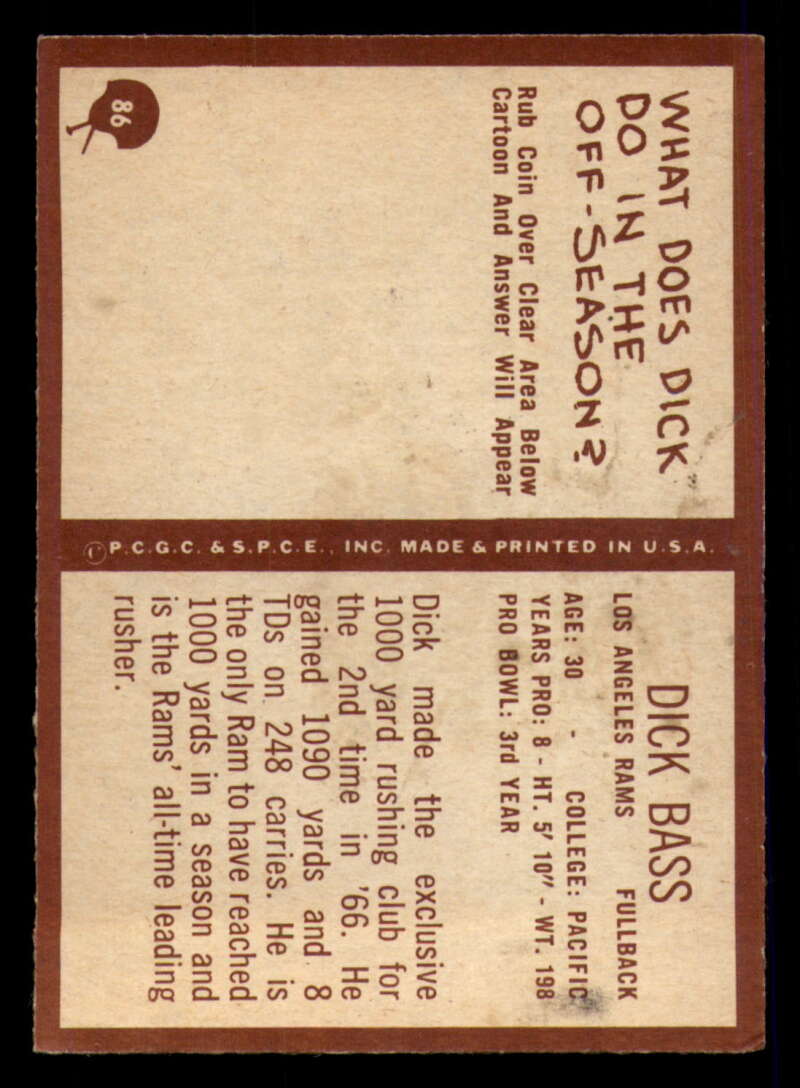 86
WHAT DOES DICK
DO IN THE
OFF-SEASON?
Rub Coin Over Clear Area Below
Cartoon And Answer Will Appear
©P.C.G.C. & S.P.C.E., INC. MADE & PRINTED IN U.S.A.
DICK BASS
LOS ANGELES RAMS FULLBACK
AGE: 30 - COLLEGE: PACIFIC
YEARS PRO: 8 - HT. 5' 10" - WT. 198
PRO BOWL: 3rd YEAR
Dick made the exclusive
1000 yard rushing club for
the 2nd time in '66. He
gained 1090 yards and 8
TDs on 248 carries. He is
the only Ram to have reached
1000 yards in a season and
is the Rams' all-time leading
rusher.